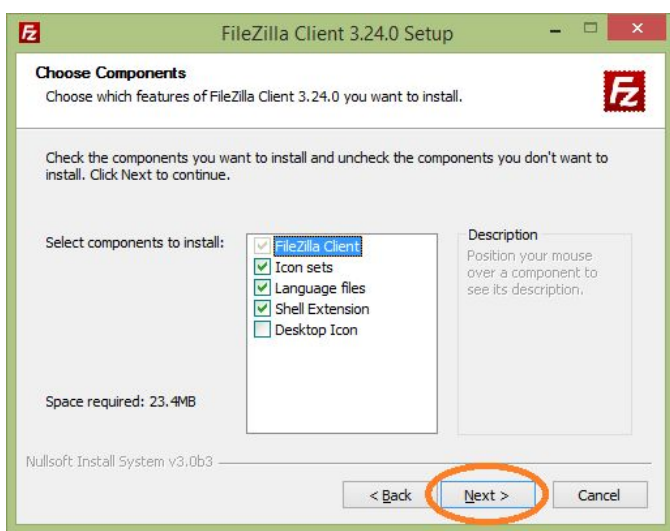 FileZilla Client 3.24.0 Setup
Choose Components
Choose which features of FileZilla Client 3.24.0 you want to install.
Fz
Check the components you want to install and uncheck the components you don't want to
install. Click Next to continue.
Select components to install:
FileZilla Client
Icon sets
Language files
Shell Extension
Desktop Icon
Description
Position your mouse
over a component to
see its description.
Space required: 23.4MB
Nullsoft Install System v3.0b3
< Back
Next >
Cancel